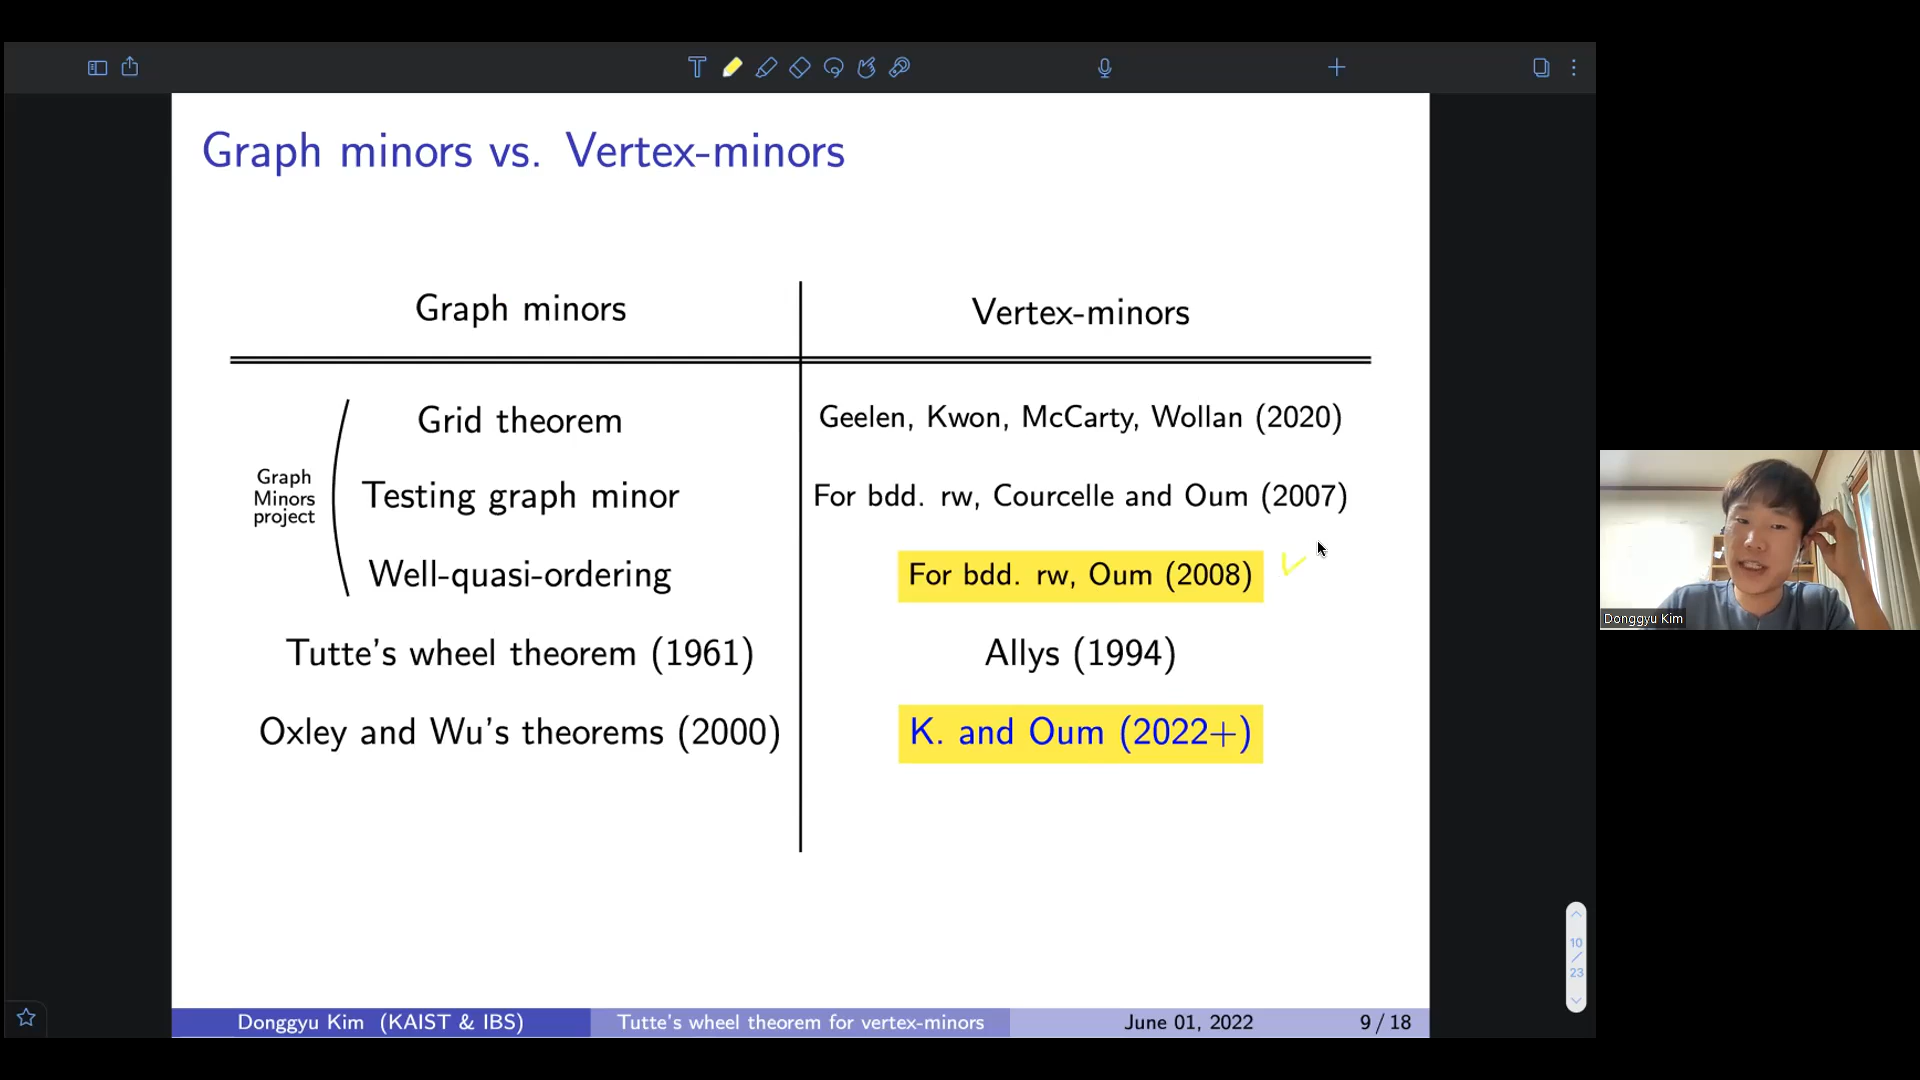 Graph minors vs. Vertex-minors
Graph minors
Vertex-minors
Grid theorem
Geelen, Kwon, McCarty, Wollan (2020)
Graph
Minors
project
Testing graph minor
For bdd. rw, Courcelle and Oum (2007)
Well-quasi-ordering
For bdd. rw, Oum (2008)
Tutte's wheel theorem (1961)
Allys (1994)
Oxley and Wu's theorems (2000)
K. and Oum (2022+)
Donggyu Kim
10
/
23
Donggyu Kim (KAIST & IBS)
Tutte's wheel theorem for vertex-minors
June 01, 2022
9 / 18